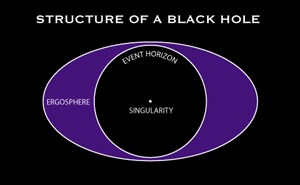 STRUCTURE OF A BLACK HOLE
EVENT HORIZON
ERGOSPHERE
SINGULARITY